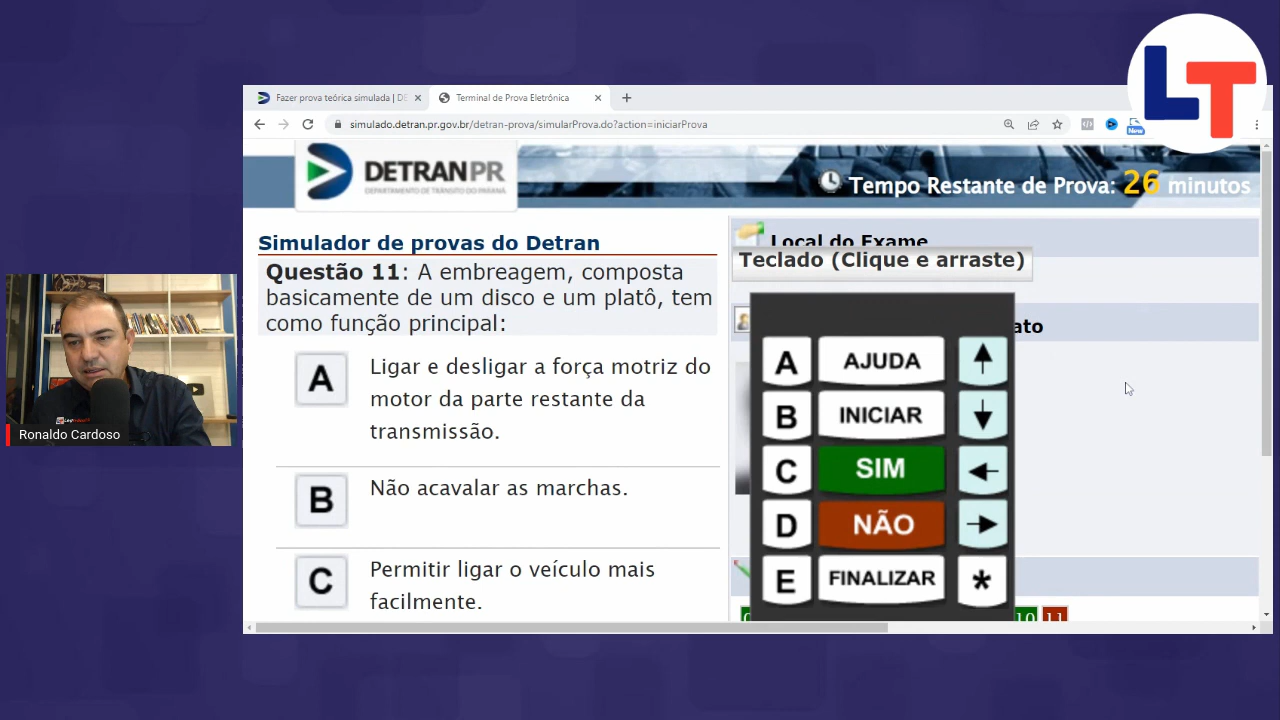 LT
Fazer prova teórica simulada | DE
Terminal de Prova Eletrônica
simulado.detran.pr.gov.br/detran-prova/simularProva.do?action=iniciarProva
New
DETRAN PR
DEPARTAMENTO DE TRÂNSITO DO PARANÁ
Tempo Restante de Prova: 26 minutos
Simulador de provas do Detran
Questão 11: A embreagem, composta
basicamente de um disco e um platô, tem
como função principal:
A
Ligar e desligar a força motriz do
motor da parte restante da
transmissão.
B
Não acavalar as marchas.
C
Permitir ligar o veículo mais
facilmente.
Local do Exame
Teclado (Clique e arraste)
ato
A AJUDA
B INICIAR
C SIM
D NÃO
E FINALIZAR *
10 11
Ronaldo Cardoso